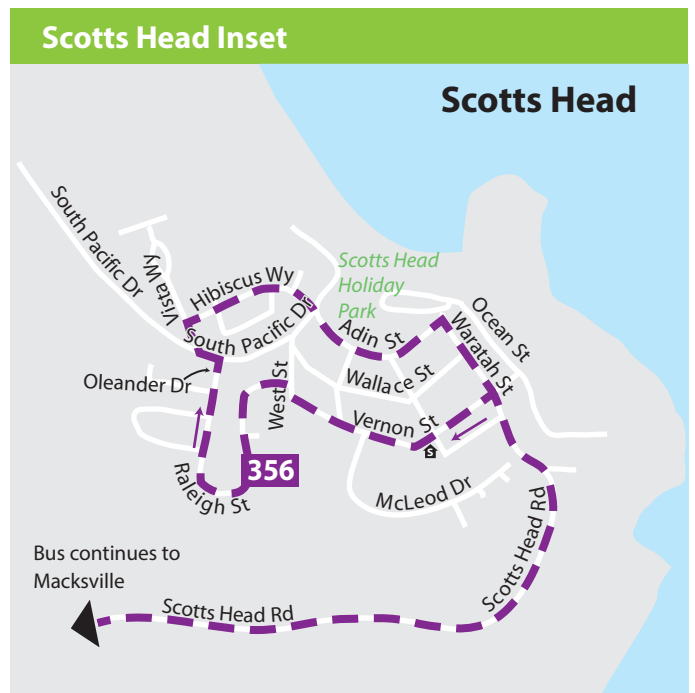 Scotts Head Inset
Scotts Head
South Pacific Dr
Vista Wy
Hibiscus Wy
Scotts Head
Holiday
Park
South Pacific Dr
Adin St
Ocean St
Waratah St
Oleander Dr
West St
Wallace St
Vernon St
S
356
Raleigh St
McLeod Dr
Scotts Head Rd
Bus continues to
Macksville
Scotts Head Rd